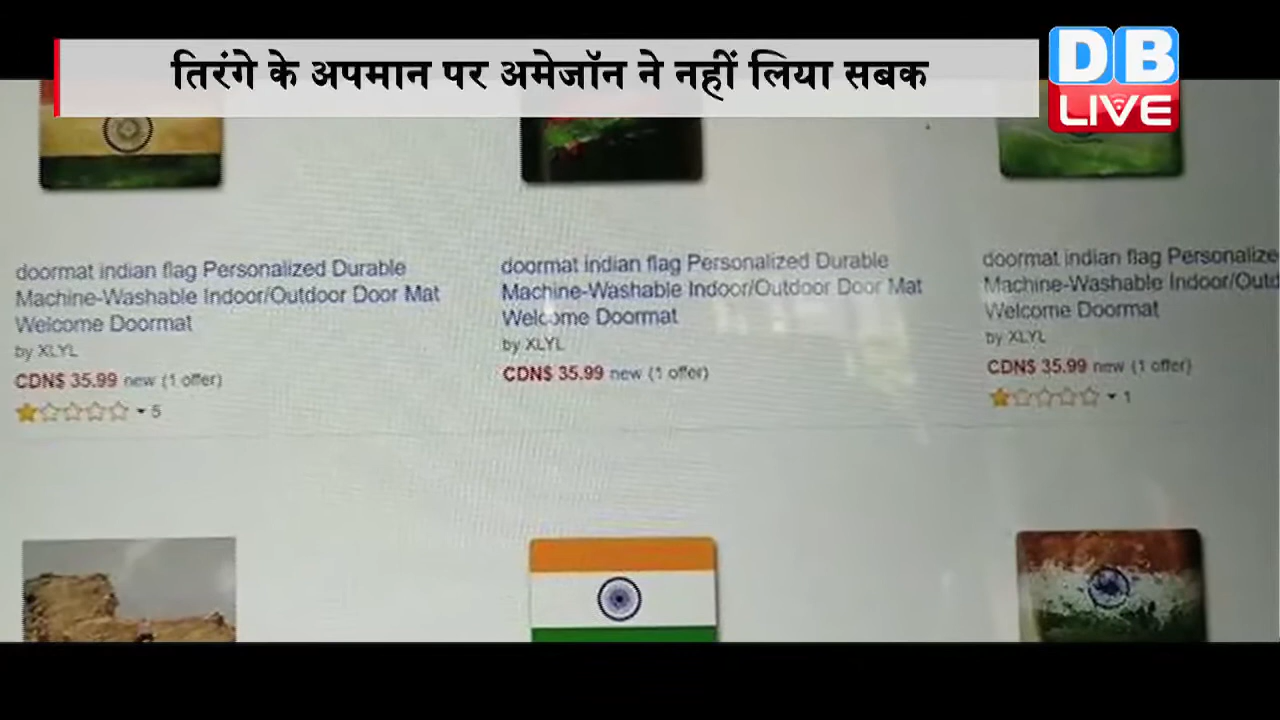 तिरंगे के अपमान पर अमेजॉन ने नहीं लिया सबक
DB
LIVE
doormat indian flag Personalized Durable
Machine-Washable Indoor/Outdoor Door Mat
Welcome Doormat
by XLYL
CDN$ 35.99 new (1 offer)
5
doormat indian flag Personalized Durable
Machine-Washable Indoor/Outdoor Door Mat
Welcome Doormat
by XLYL
CDN$ 35.99 new (1 offer)
doormat indian flag Personalize
Machine-Washable Indoor/Outd
Welcome Doormat
by XLYL
CDN$ 35.99 new (1 offer)
1